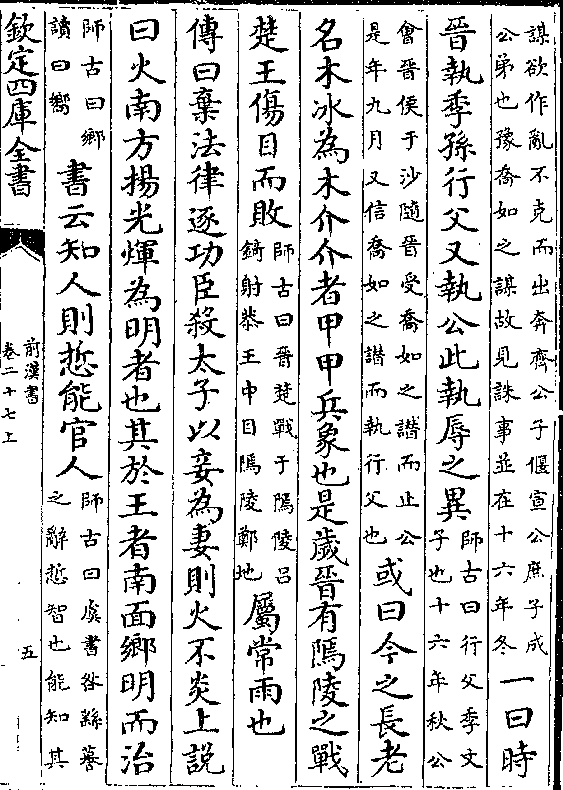 謀欲作亂不克而出奔齊公子偃宣公庶子成
公弟也豫喬如之謀故見誅事並在十六年冬
一曰時
晉執季孫行父又執公此執辱之異
師古曰行父季文
子也十六年秋公
㑹晉侯于沙隨晉受喬如之譖而止公
是年九月又信喬如之譖而執行父也
或曰今之長老
名木冰為木介介者甲甲兵象也是歲晉有鄢陵之戰
楚王傷目而敗
師古曰晉楚戰于鄢陵吕
錡射恭王中目鄢陵鄭地
屬常雨也
傳曰棄法律逐功臣殺太子以妾為妻則火不炎上說
曰火南方揚光煇為明者也其於王者南面鄉明而治
師古曰鄉
讀曰嚮
書云知人則悊能官人
師古曰虞書咎繇謩
之辭悊智也能知其
欽定四庫全書
前漢書
卷二十七上
五